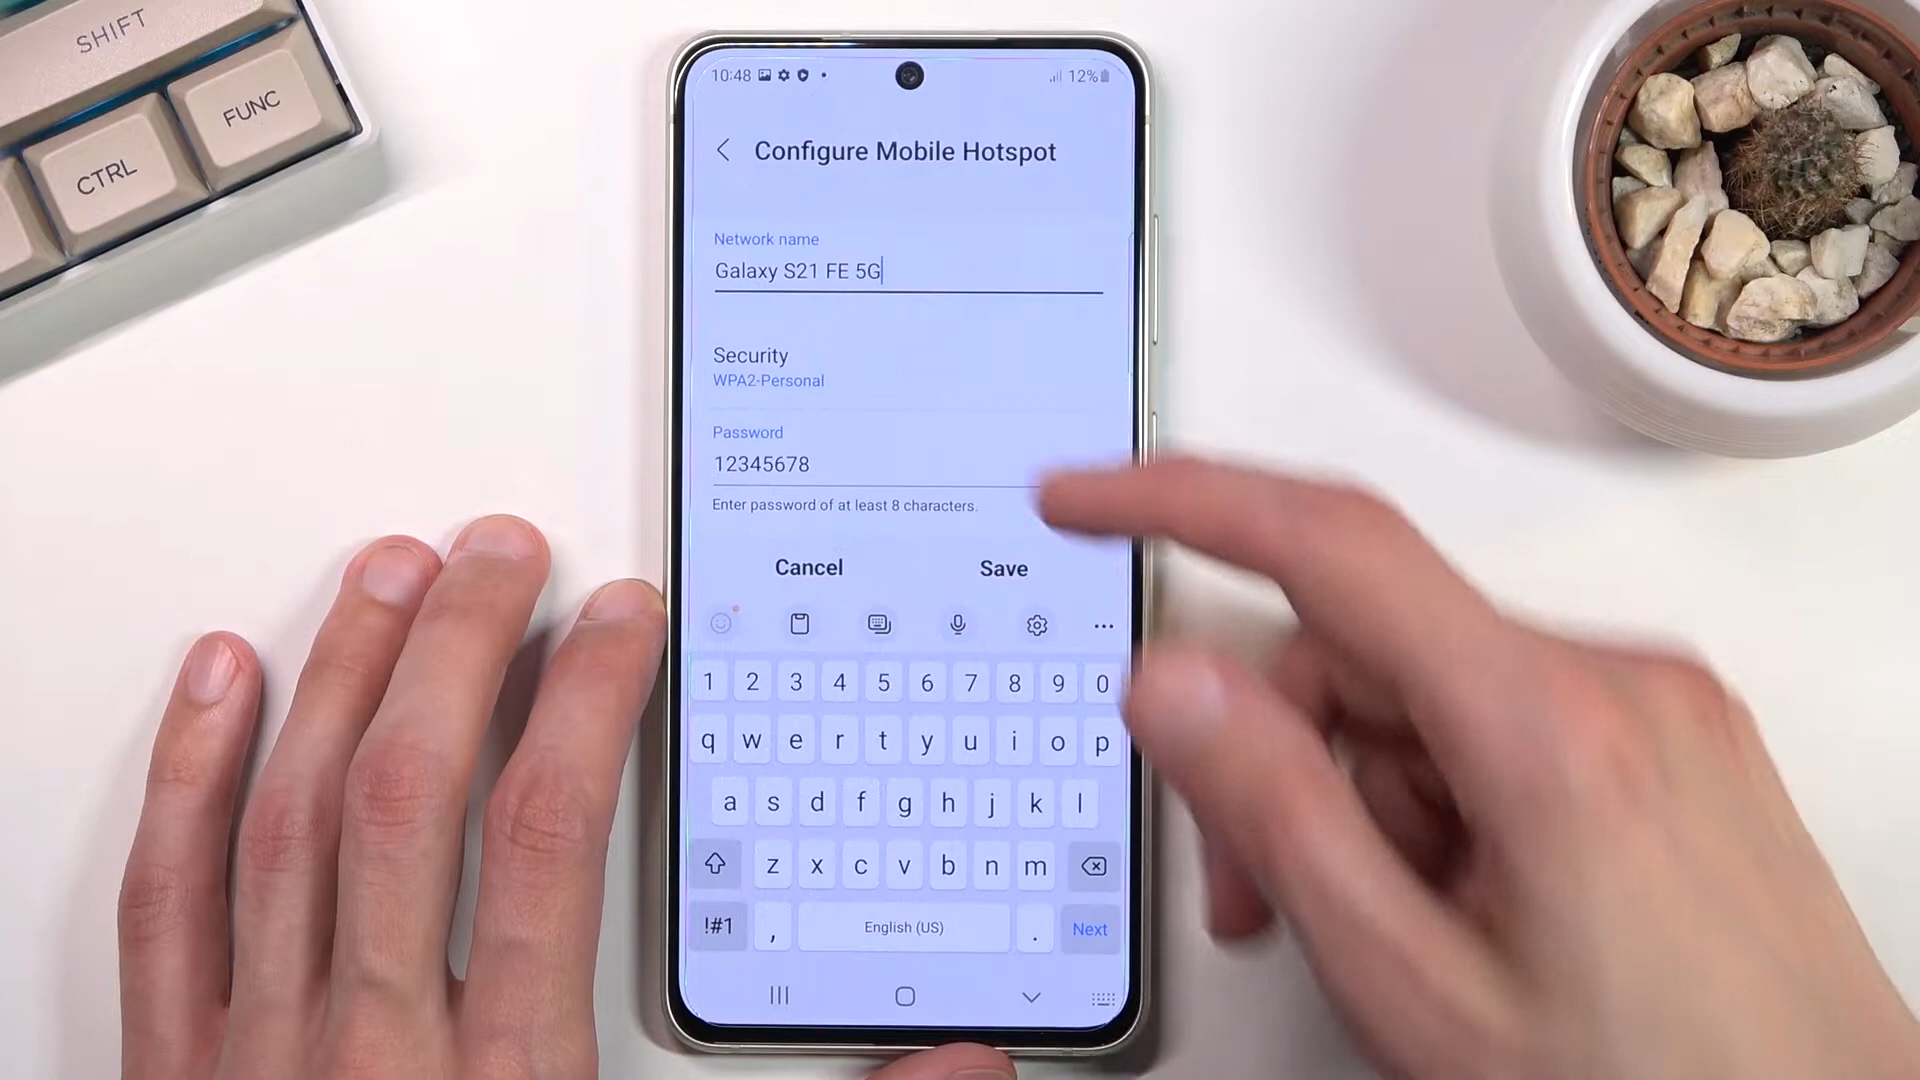 SHIFT
FUNC
CTRL
10:48
12%
Configure Mobile Hotspot
Network name
Galaxy S21 FE 5G
Security
WPA2-Personal
Password
12345678
Enter password of at least 8 characters.
Cancel
Save
1 2 3 4 5 6 7 8 9 0
q w e r t y u i o p
a s d f g h j k l
z x c v b n m
!#1 , English (US) . Next